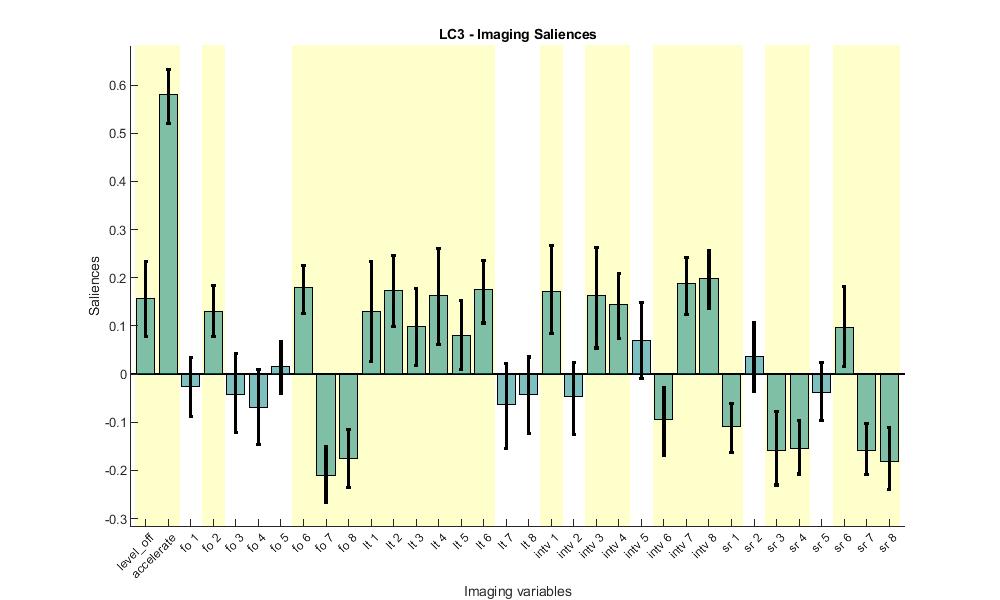 LC3 - Imaging Saliences
Saliences
0.6
0.5
0.4
0.3
0.2
0.1
0
-0.1
-0.2
-0.3
level_off
accelerate
fo 1
fo 2
fo 3
fo 4
fo 5
fo 6
fo 7
fo 8
lt 1
lt 2
lt 3
lt 4
lt 5
lt 6
lt 7
lt 8
intv 1
intv 2
intv 3
intv 4
intv 5
intv 6
intv 7
intv 8
sr 1
sr 2
sr 3
sr 4
sr 5
sr 6
sr 7
sr 8
Imaging variables